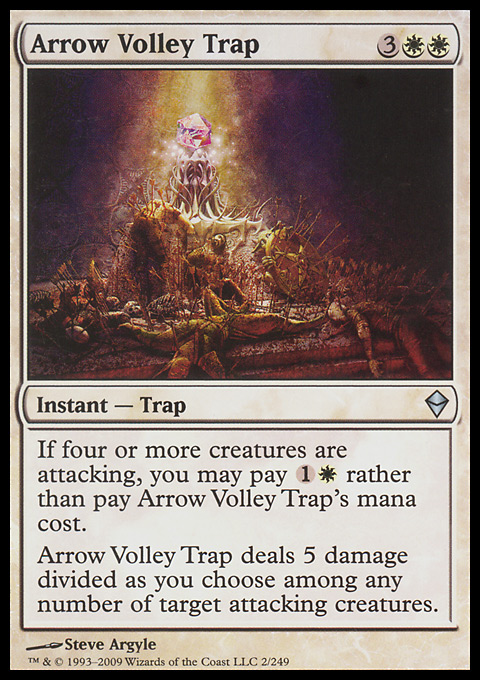 Arrow Volley Trap 3
Instant — Trap
If four or more creatures are
attacking, you may pay 1 rather
than pay Arrow Volley Trap's mana
cost.
Arrow Volley Trap deals 5 damage
divided as you choose among any
number of target attacking creatures.
Steve Argyle
™ & © 1993–2009 Wizards of the Coast LLC 2/249